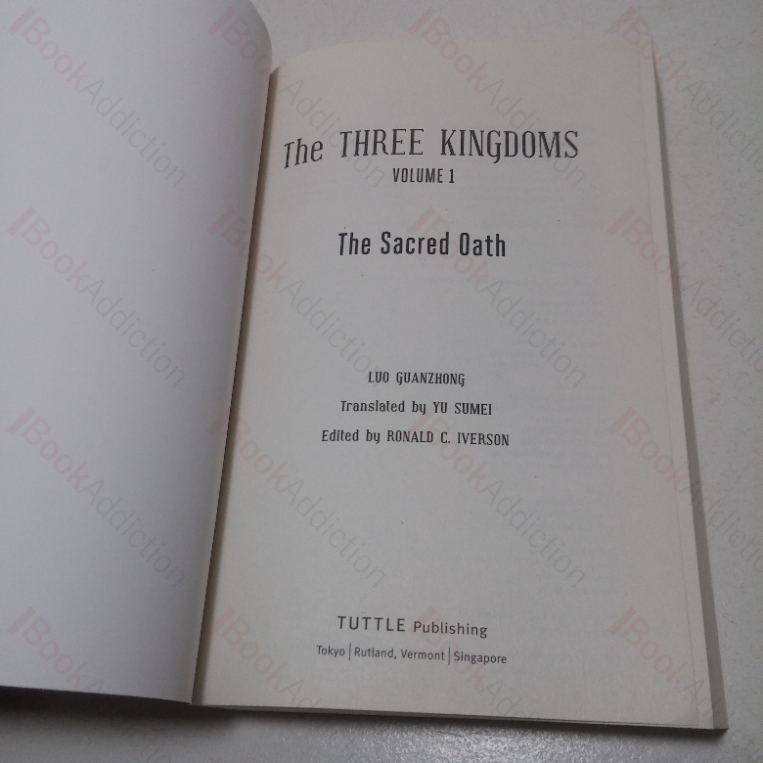 The THREE KINGDOMS
VOLUME 1
The Sacred Oath
LUO GUANZHONG
Translated by YU SUMEI
Edited by RONALD C. IVERSON
TUTTLE Publishing
Tokyo | Rutland, Vermont | Singapore
BookAddiction